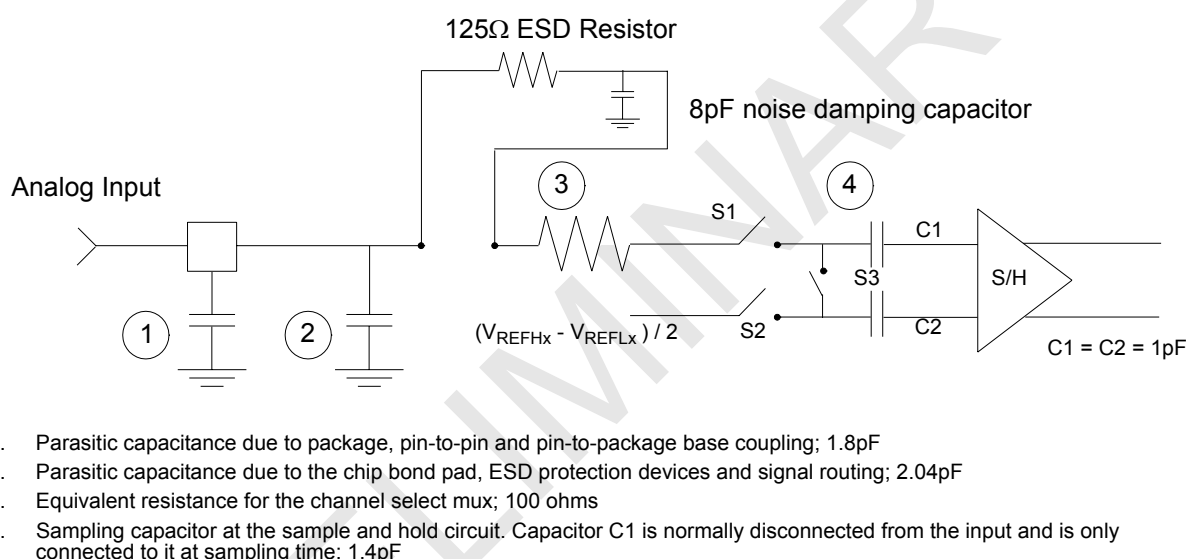 125Ω ESD Resistor
8pF noise damping capacitor
Analog Input
1
2
3
4
S1
S2
S3
C1
C2
S/H
(VREFHx - VREFLx ) / 2
C1 = C2 = 1pF
. Parasitic capacitance due to package, pin-to-pin and pin-to-package base coupling; 1.8pF
. Parasitic capacitance due to the chip bond pad, ESD protection devices and signal routing; 2.04pF
. Equivalent resistance for the channel select mux; 100 ohms
. Sampling capacitor at the sample and hold circuit. Capacitor C1 is normally disconnected from the input and is only
connected to it at sampling time; 1.4pF
ELIMINAR